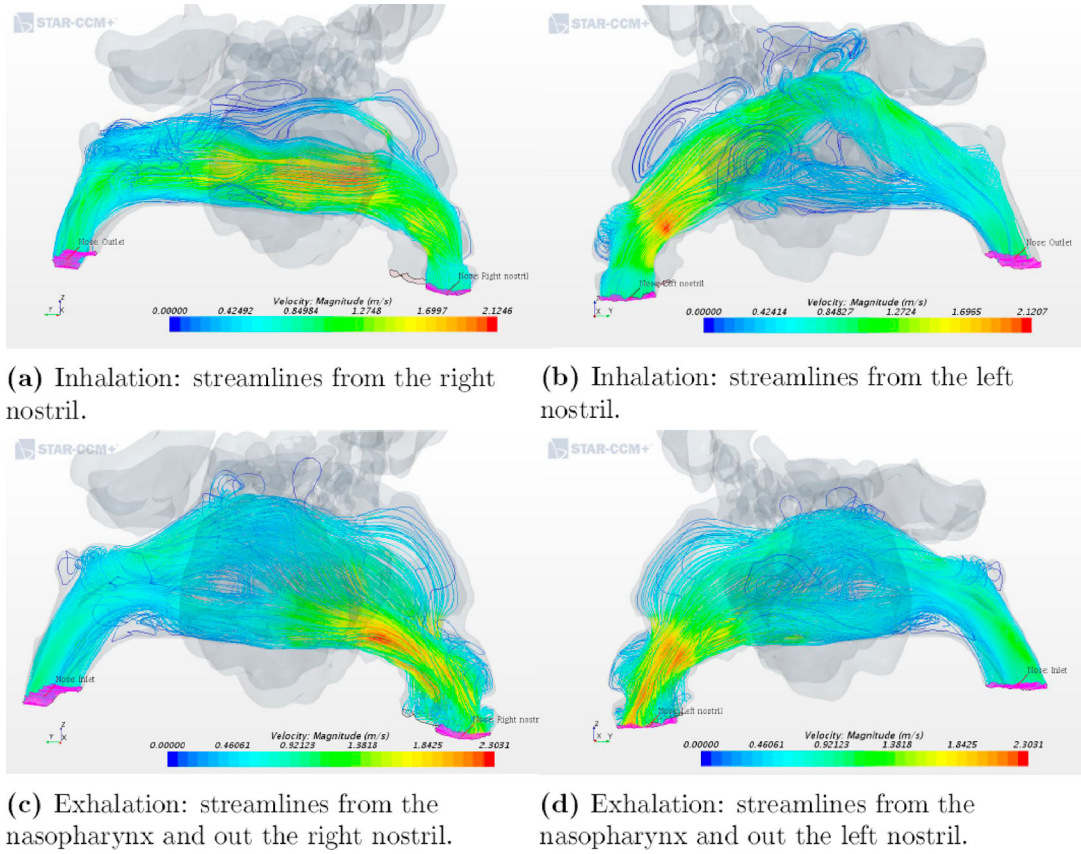 STAR-CCM+
Nose: Outlet
Nose: Right nostril
Z
Y X
Velocity: Magnitude (m/s)
0.00000 0.42492 0.84984 1.2748 1.6997 2.1246
(a) Inhalation: streamlines from the right
nostril.
STAR-CCM+
Nose: Outlet
Nose: Left nostril
Z
X Y
Velocity: Magnitude (m/s)
0.00000 0.42414 0.84827 1.2724 1.6965 2.1207
(b) Inhalation: streamlines from the left
nostril.
STAR-CCM+
Nose: Inlet
Nose: Right nostr
Z
Y X
Velocity: Magnitude (m/s)
0.00000 0.46061 0.92123 1.3818 1.8425 2.3031
(c) Exhalation: streamlines from the
nasopharynx and out the right nostril.
STAR-CCM+
Nose: Inlet
Nose: Left nostril
Z
X Y
Velocity: Magnitude (m/s)
0.00000 0.46061 0.92123 1.3818 1.8425 2.3031
(d) Exhalation: streamlines from the
nasopharynx and out the left nostril.